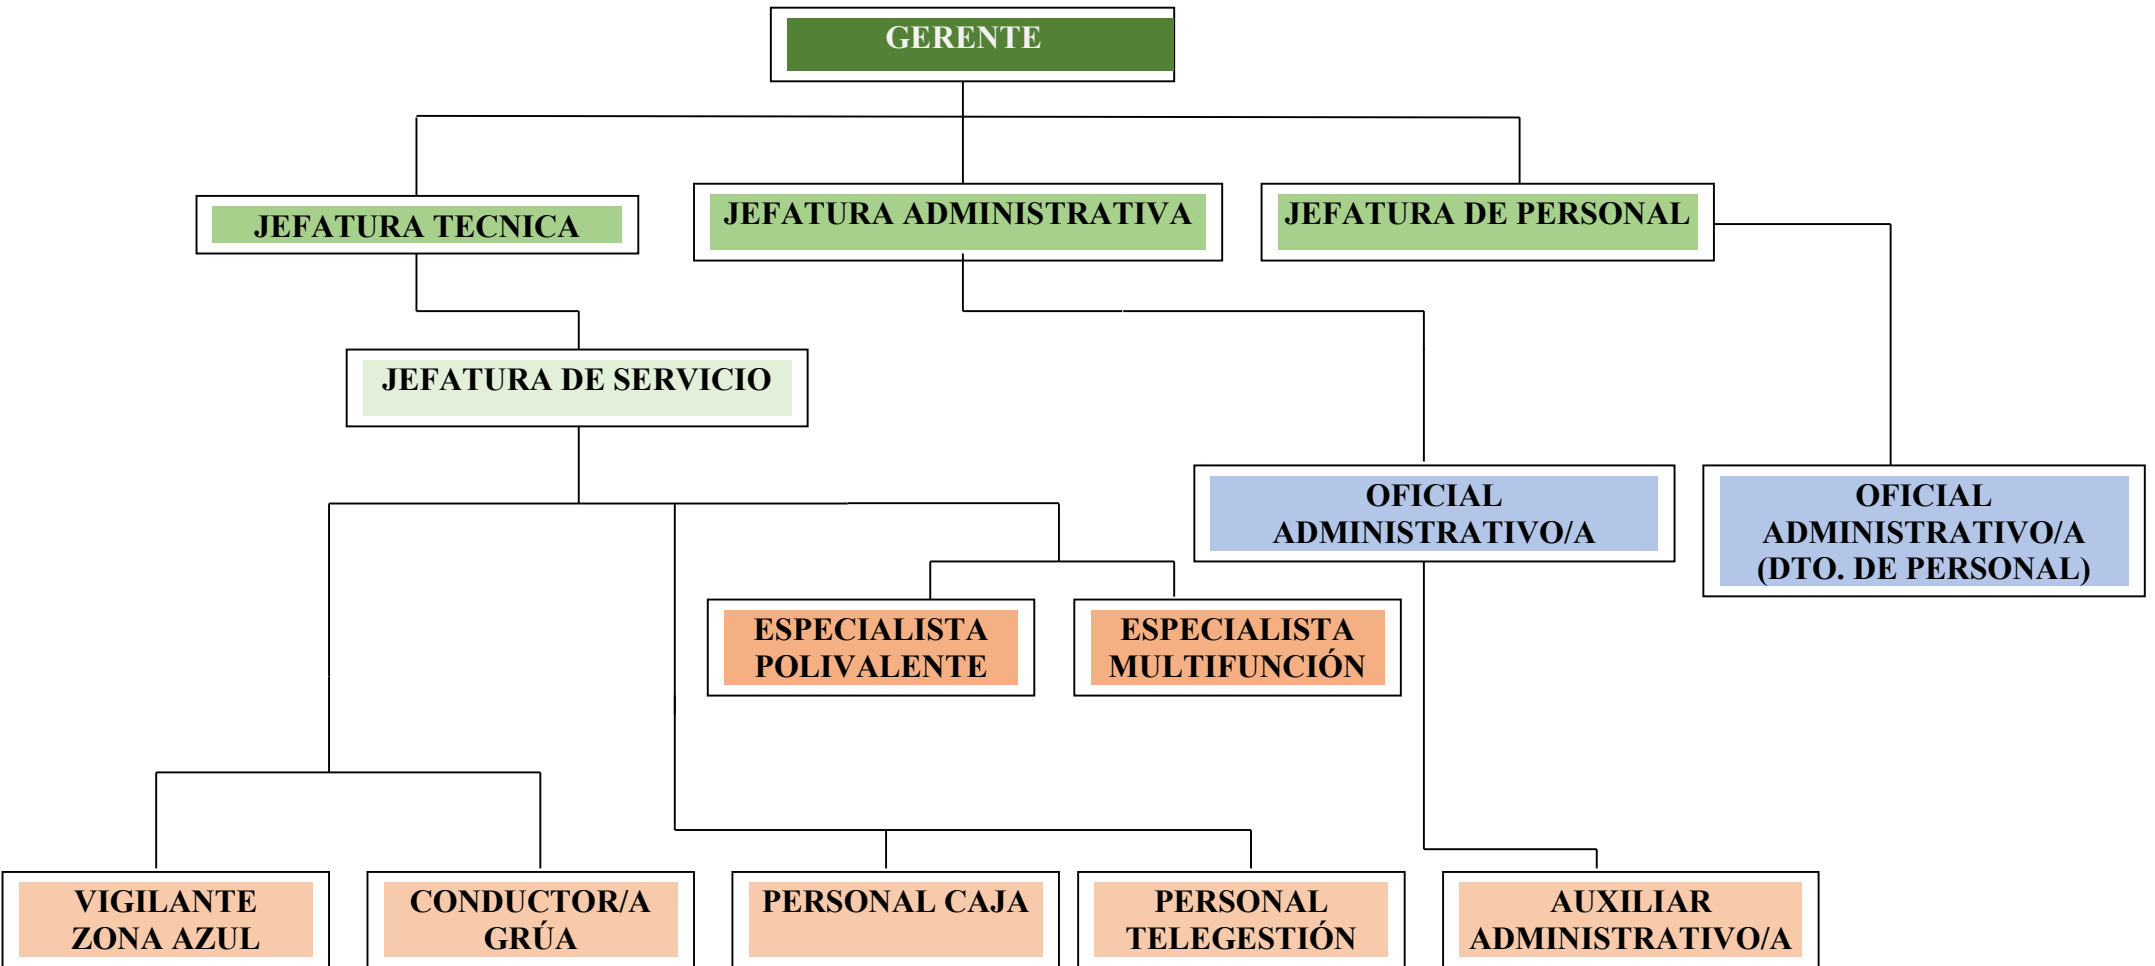 GERENTE
JEFATURA TECNICA
JEFATURA ADMINISTRATIVA
JEFATURA DE PERSONAL
JEFATURA DE SERVICIO
OFICIAL
ADMINISTRATIVO/A
OFICIAL
ADMINISTRATIVO/A
(DTO. DE PERSONAL)
ESPECIALISTA
POLIVALENTE
ESPECIALISTA
MULTIFUNCIÓN
VIGILANTE
ZONA AZUL
CONDUCTOR/A
GRÚA
PERSONAL CAJA
PERSONAL
TELEGESTIÓN
AUXILIAR
ADMINISTRATIVO/A